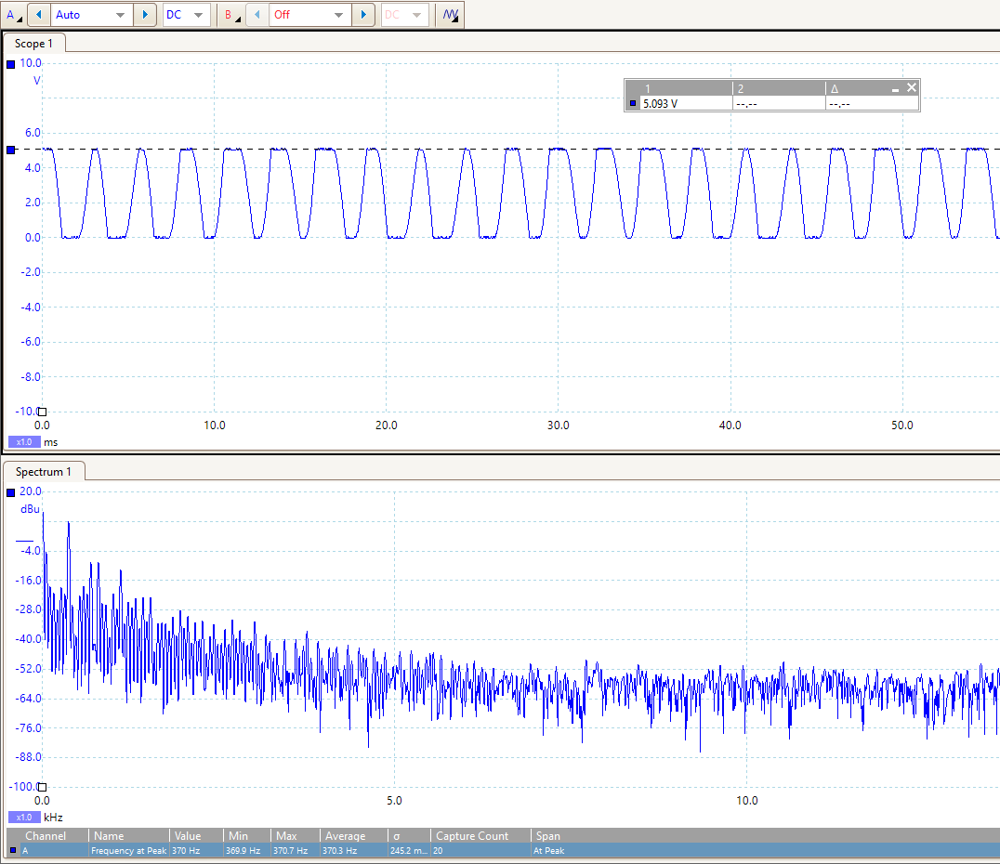 A Auto DC B Off DC
Scope 1
10.0
V
1 2 Δ
5.093 V --.-- --.--
6.0
4.0
2.0
0.0
-2.0
-4.0
-6.0
-8.0
-10.0
0.0 10.0 20.0 30.0 40.0 50.0
x1.0 ms
Spectrum 1
20.0
dBu
-4.0
-16.0
-28.0
-40.0
-52.0
-64.0
-76.0
-88.0
-100.0
0.0 5.0 10.0
x1.0 kHz
Channel Name Value Min Max Average σ Capture Count Span
A Frequency at Peak 370 Hz 369.9 Hz 370.7 Hz 370.3 Hz 245.2 m... 20 At Peak